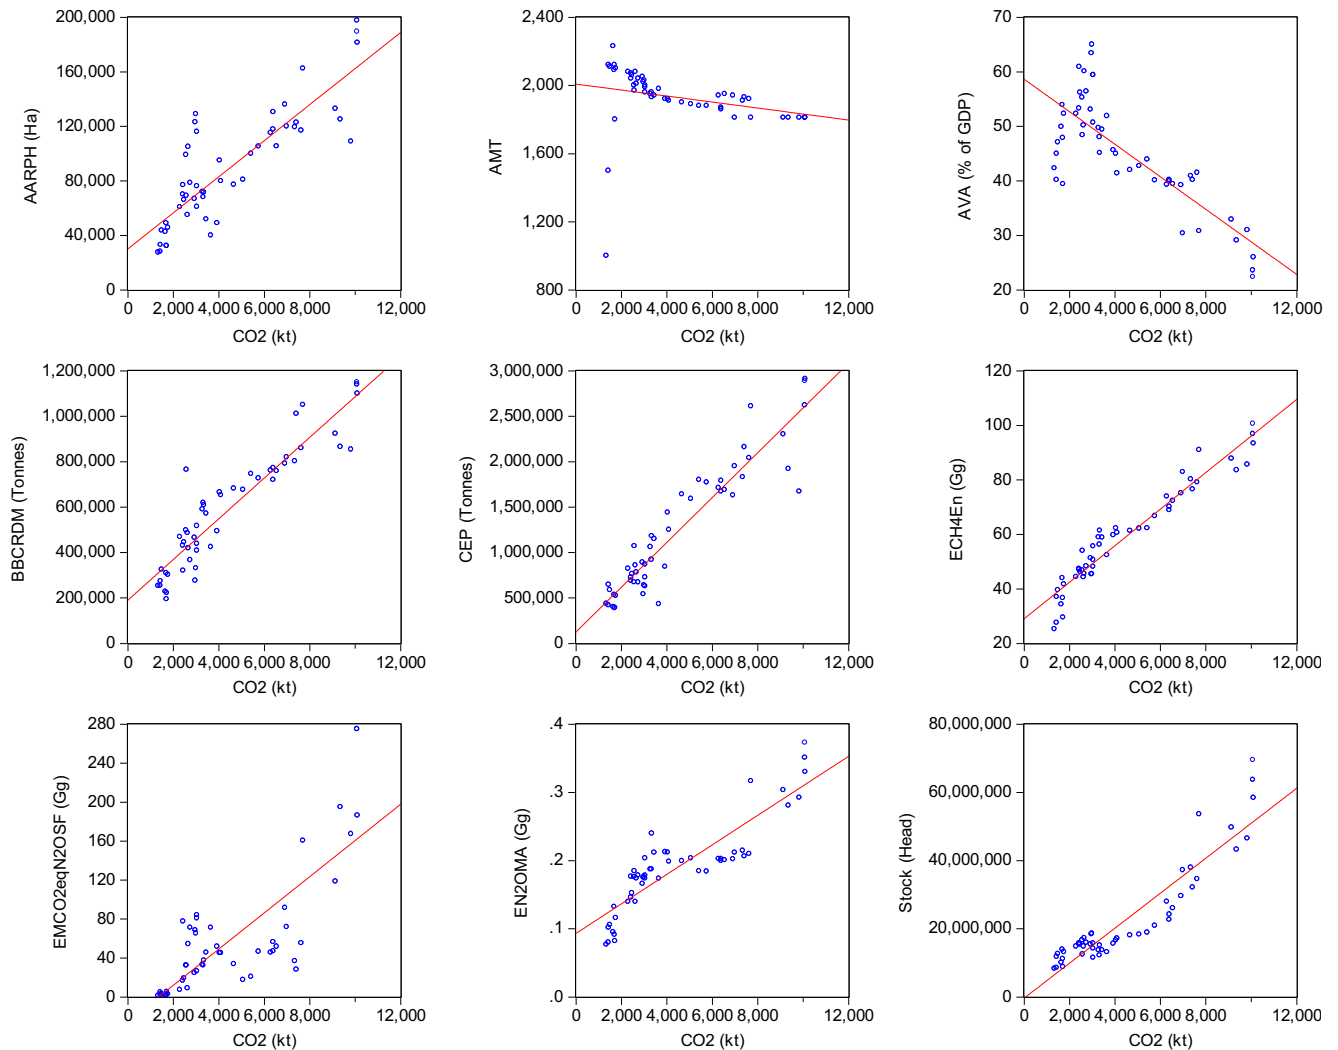 200,000
160,000
120,000
80,000
40,000
0
AARPH (Ha)
0 2,000 4,000 6,000 8,000 12,000
CO2 (kt)
2,400
2,000
1,600
1,200
800
AMT
0 2,000 4,000 6,000 8,000 12,000
CO2 (kt)
70
60
50
40
30
20
AVA (% of GDP)
0 2,000 4,000 6,000 8,000 12,000
CO2 (kt)
1,200,000
1,000,000
800,000
600,000
400,000
200,000
0
BBCRDM (Tonnes)
0 2,000 4,000 6,000 8,000 12,000
CO2 (kt)
3,000,000
2,500,000
2,000,000
1,500,000
1,000,000
500,000
0
CEP (Tonnes)
0 2,000 4,000 6,000 8,000 12,000
CO2 (kt)
120
100
80
60
40
20
ECH4En (Gg)
0 2,000 4,000 6,000 8,000 12,000
CO2 (kt)
280
240
200
160
120
80
40
0
EMCO2eqN2OSF (Gg)
0 2,000 4,000 6,000 8,000 12,000
CO2 (kt)
.4
.3
.2
.1
.0
EN2OMA (Gg)
0 2,000 4,000 6,000 8,000 12,000
CO2 (kt)
80,000,000
60,000,000
40,000,000
20,000,000
0
Stock (Head)
0 2,000 4,000 6,000 8,000 12,000
CO2 (kt)